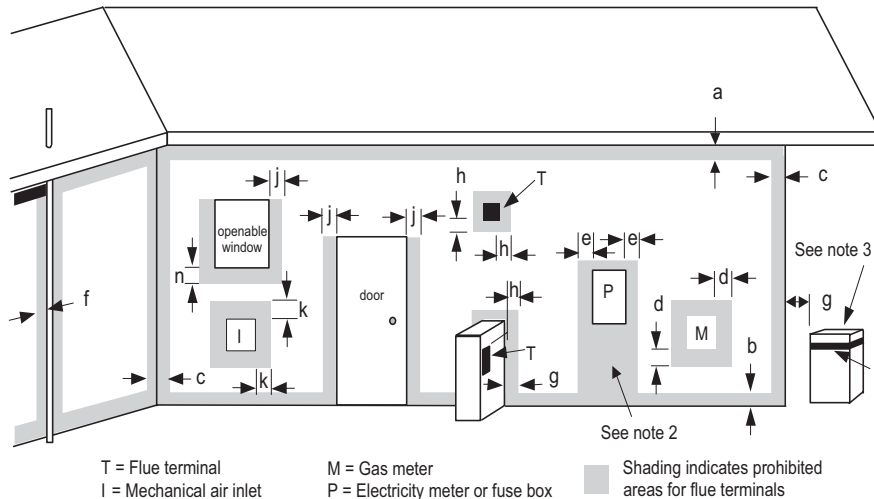 a
c
j
h
T
openable
window
j
j
e
e
h
See note 3
n
P
d
door
k
f
h
d
g
I
M
T
b
c
k
g
See note 2
T = Flue terminal
I = Mechanical air inlet
M = Gas meter
P = Electricity meter or fuse box
Shading indicates prohibited
areas for flue terminals